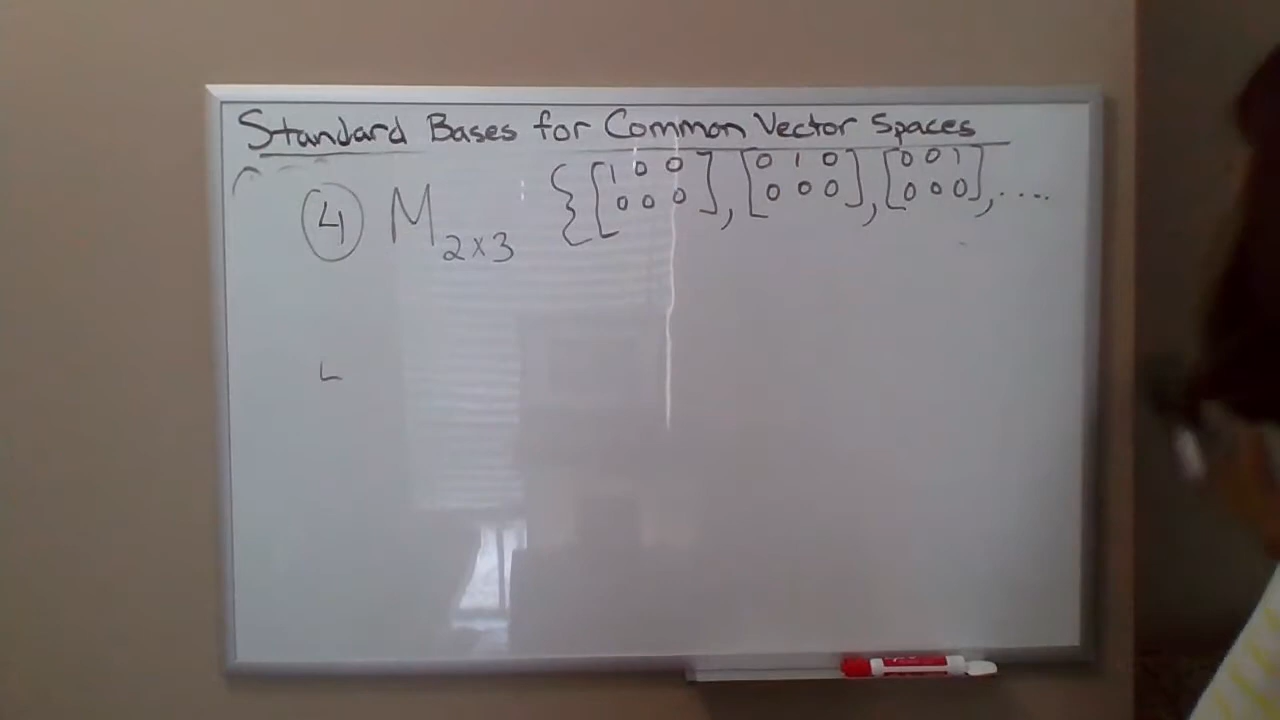 Standard Bases for Common Vector Spaces
④ M₂ₓ₃ { [1 0 0; 0 0 0], [0 1 0; 0 0 0], [0 0 1; 0 0 0], ....